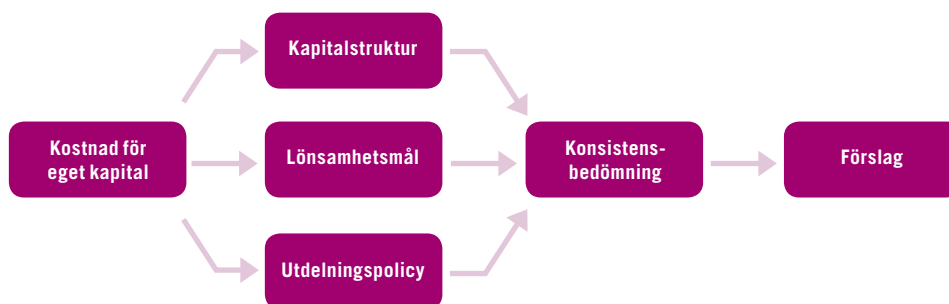 Kapitalstruktur
Kostnad för
eget kapital
Lönsamhetsmål
Konsistens-
bedömning
Förslag
Utdelningspolicy